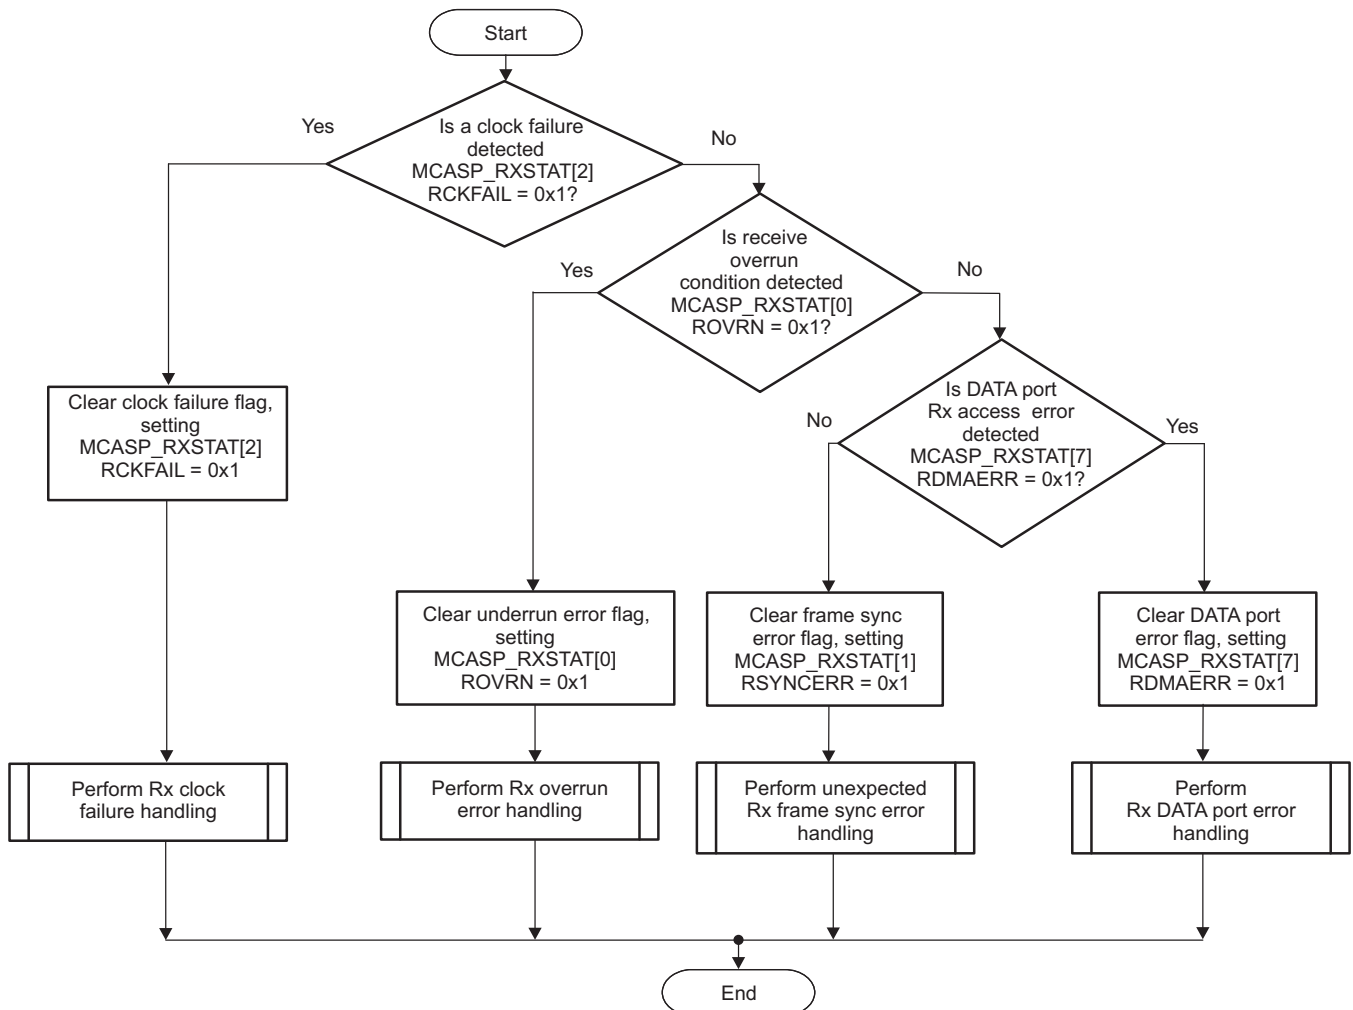 Start
Is a clock failure
detected
MCASP_RXSTAT[2]
RCKFAIL = 0x1?
Yes
No
Is receive
overrun
condition detected
MCASP_RXSTAT[0]
ROVRN = 0x1?
Yes
No
Is DATA port
Rx access error
detected
MCASP_RXSTAT[7]
RDMAERR = 0x1?
No
Yes
Clear clock failure flag,
setting
MCASP_RXSTAT[2]
RCKFAIL = 0x1
Clear underrun error flag,
setting
MCASP_RXSTAT[0]
ROVRN = 0x1
Clear frame sync
error flag, setting
MCASP_RXSTAT[1]
RSYNCERR = 0x1
Clear DATA port
error flag, setting
MCASP_RXSTAT[7]
RDMAERR = 0x1
Perform Rx clock
failure handling
Perform Rx overrun
error handling
Perform unexpected
Rx frame sync error
handling
Perform
Rx DATA port error
handling
End